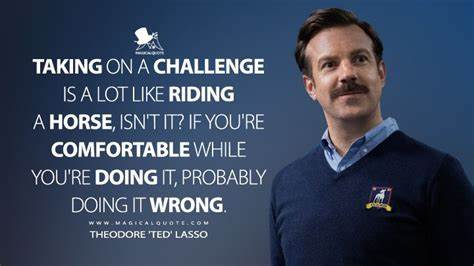 MAGICALQUOTE
TAKING ON A CHALLENGE
IS A LOT LIKE RIDING
A HORSE, ISN'T IT? IF YOU'RE
COMFORTABLE WHILE
YOU'RE DOING IT, PROBABLY
DOING IT WRONG.
WWW.MAGICALQUOTE.COM
THEODORE 'TED' LASSO